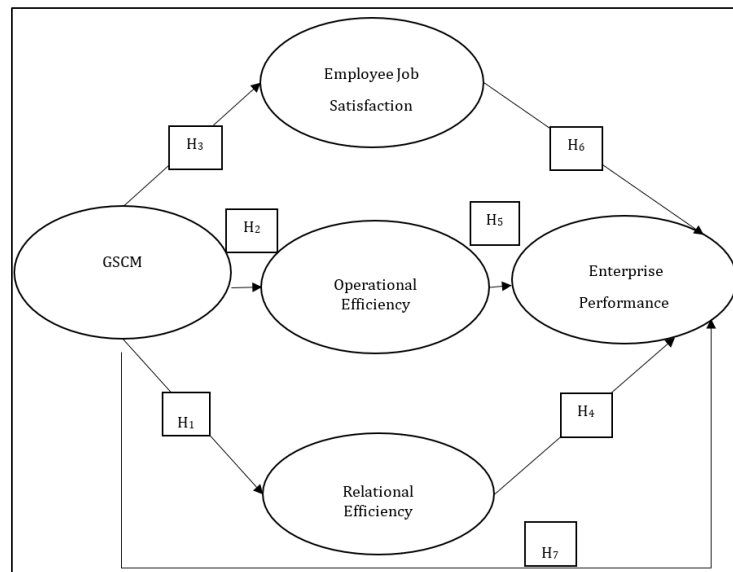 Employee Job
Satisfaction
H₃
H₆
H₂
H₅
GSCM
Operational
Efficiency
Enterprise
Performance
H₁
H₄
Relational
Efficiency
H₇